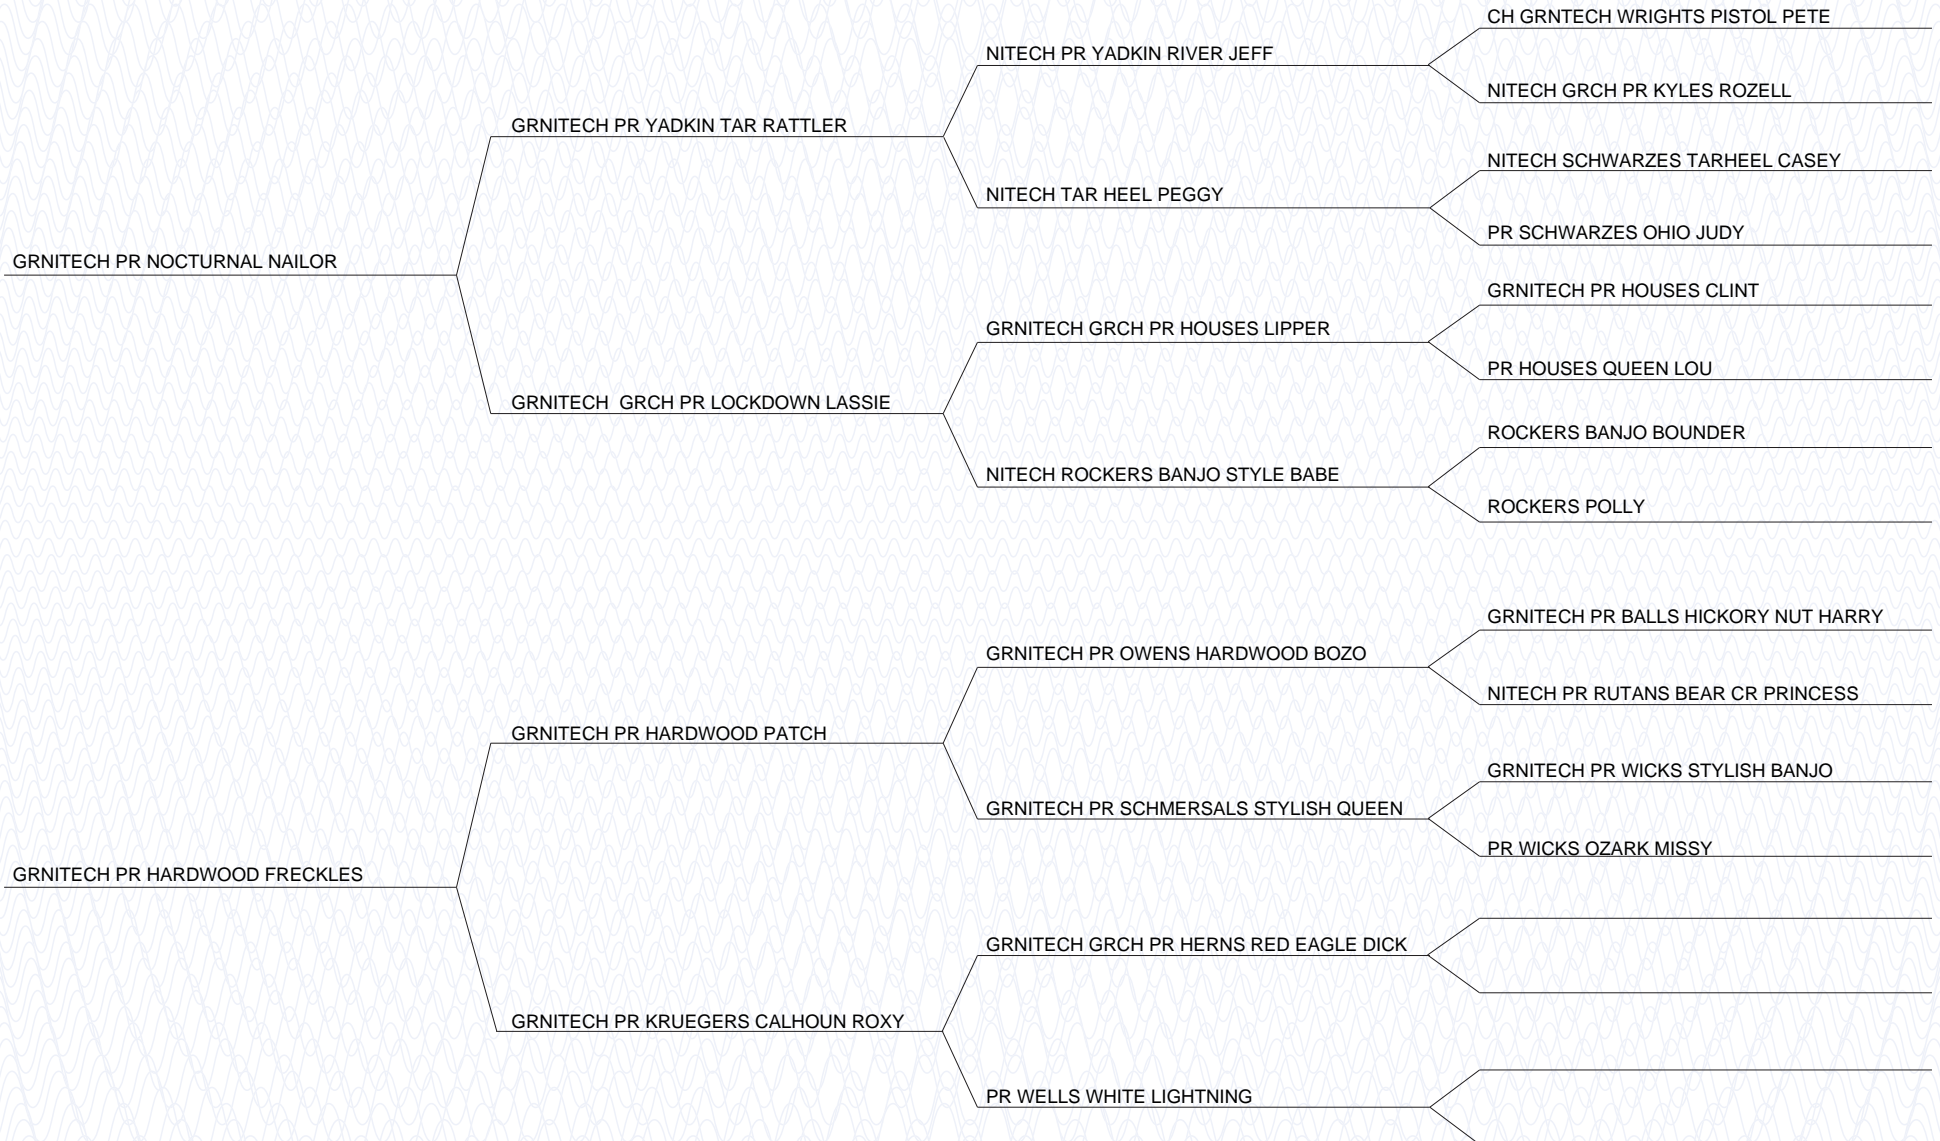 CH GRNTECH WRIGHTS PISTOL PETE
NITECH PR YADKIN RIVER JEFF
NITECH GRCH PR KYLES ROZELL
GRNITECH PR YADKIN TAR RATTLER
NITECH SCHWARZES TARHEEL CASEY
NITECH TAR HEEL PEGGY
PR SCHWARZES OHIO JUDY
GRNITECH PR NOCTURNAL NAILOR
GRNITECH PR HOUSES CLINT
GRNITECH GRCH PR HOUSES LIPPER
PR HOUSES QUEEN LOU
GRNITECH  GRCH PR LOCKDOWN LASSIE
ROCKERS BANJO BOUNDER
NITECH ROCKERS BANJO STYLE BABE
ROCKERS POLLY
GRNITECH PR BALLS HICKORY NUT HARRY
GRNITECH PR OWENS HARDWOOD BOZO
NITECH PR RUTANS BEAR CR PRINCESS
GRNITECH PR HARDWOOD PATCH
GRNITECH PR WICKS STYLISH BANJO
GRNITECH PR SCHMERSALS STYLISH QUEEN
PR WICKS OZARK MISSY
GRNITECH PR HARDWOOD FRECKLES
GRNITECH GRCH PR HERNS RED EAGLE DICK
GRNITECH PR KRUEGERS CALHOUN ROXY
PR WELLS WHITE LIGHTNING